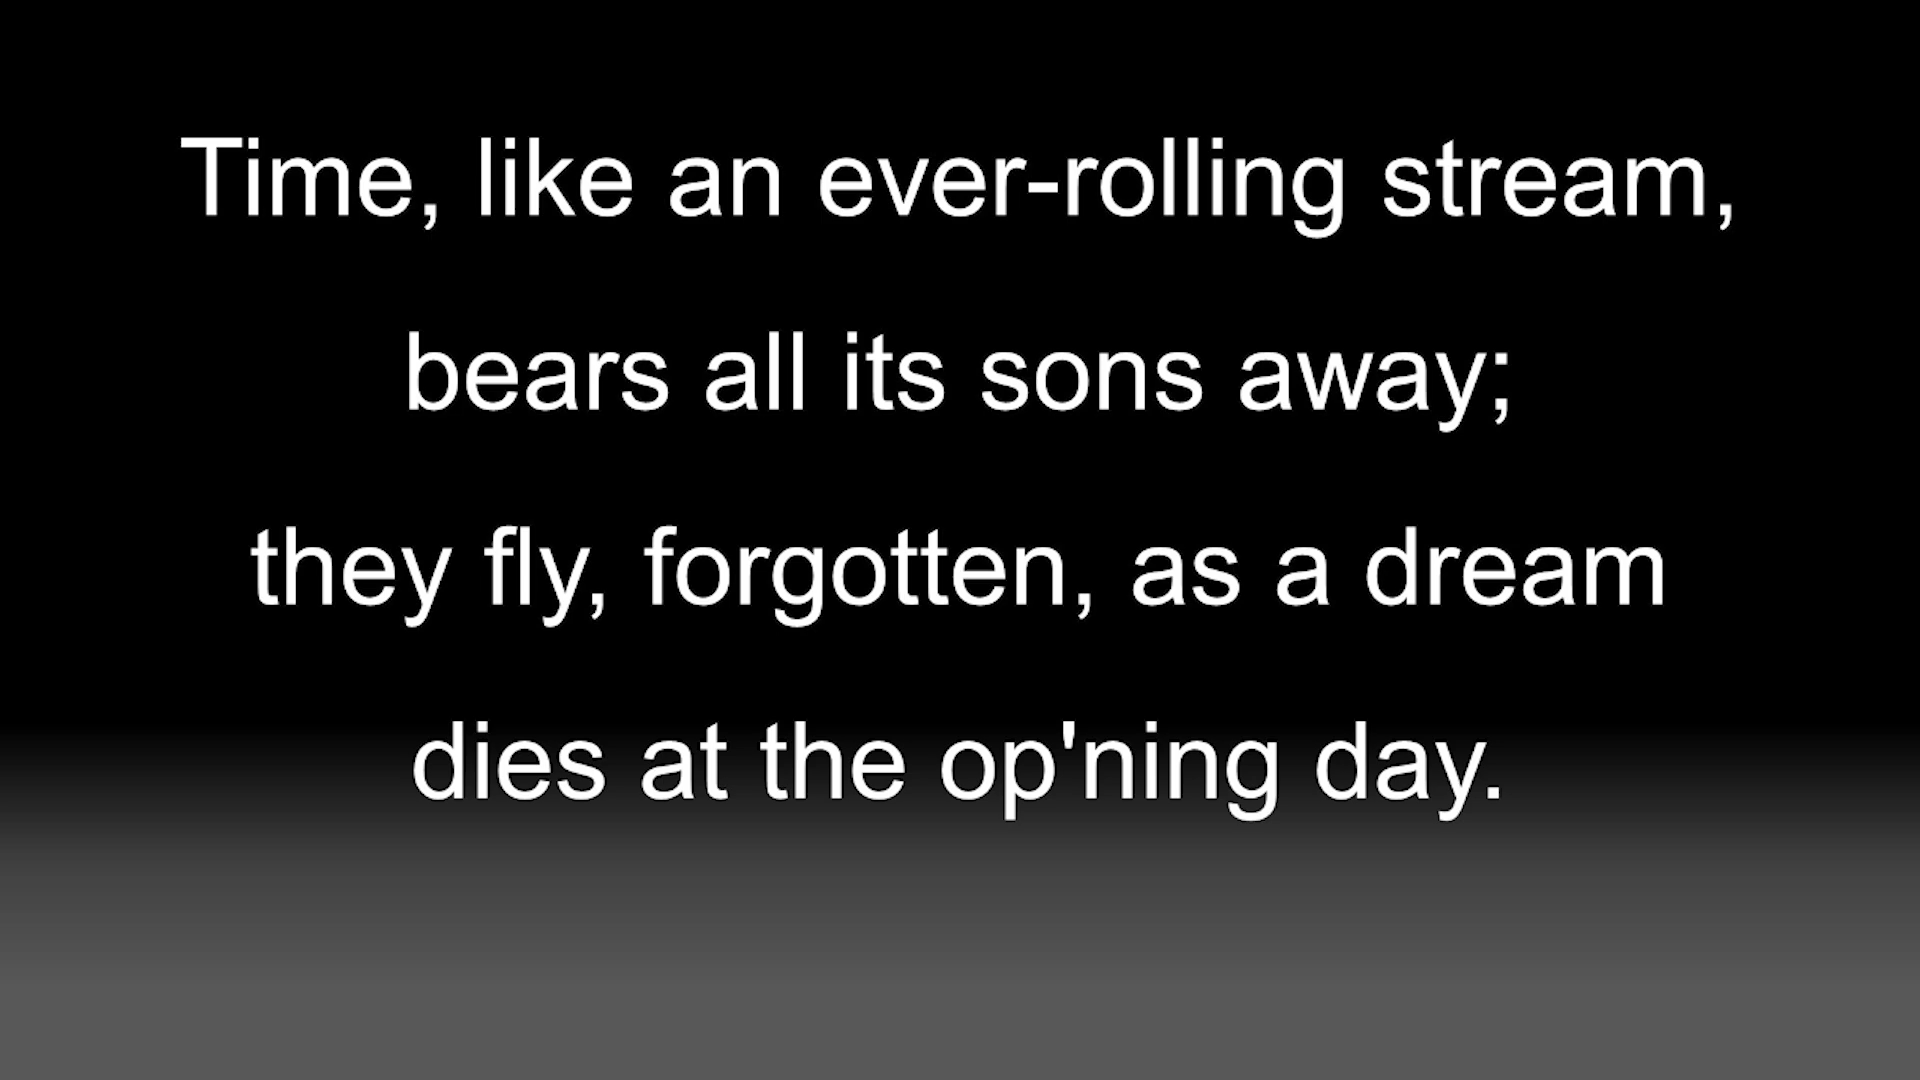 Time, like an ever-rolling stream,
bears all its sons away;
they fly, forgotten, as a dream
dies at the op'ning day.